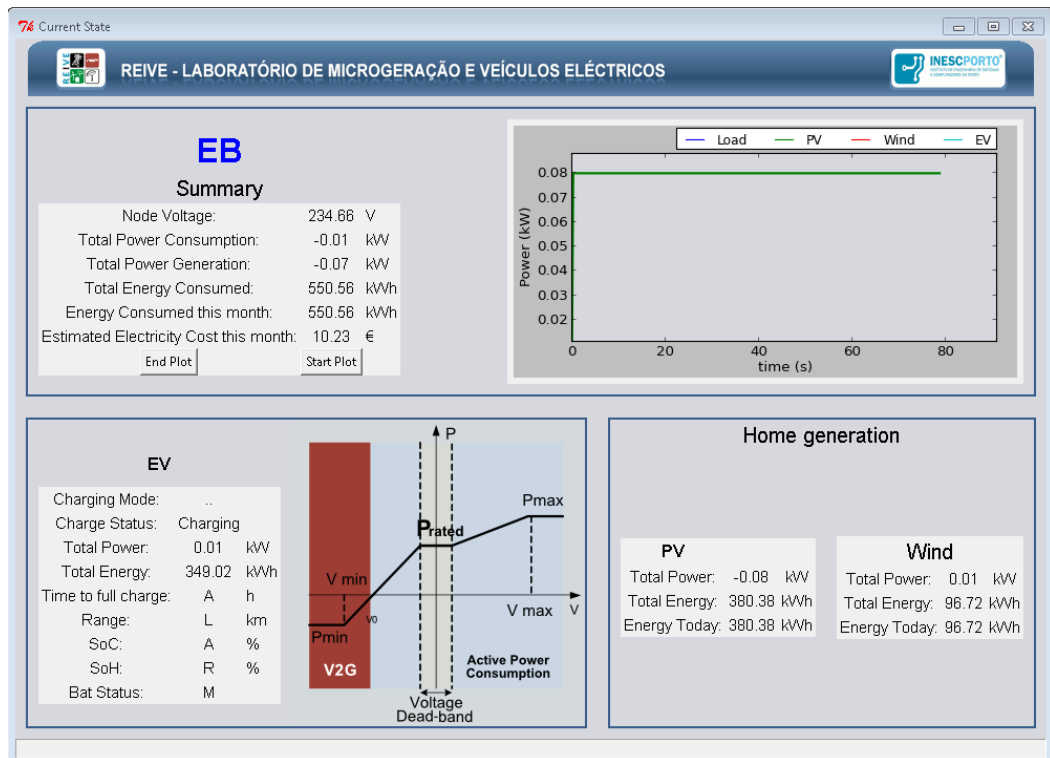 Current State
REIVE
REIVE - LABORATÓRIO DE MICROGERAÇÃO E VEÍCULOS ELÉCTRICOS
INESCPORTO
EB
Summary
Node Voltage: 234.66 V
Total Power Consumption: -0.01 kW
Total Power Generation: -0.07 kW
Total Energy Consumed: 550.56 kWh
Energy Consumed this month: 550.56 kWh
Estimated Electricity Cost this month: 10.23 €
End Plot Start Plot
Load PV Wind EV
0.08
0.07
0.06
0.05
0.04
0.03
0.02
Power (kW)
0 20 40 60 80
time (s)
EV
Charging Mode: ..
Charge Status: Charging
Total Power: 0.01 kW
Total Energy: 349.02 kWh
Time to full charge: A h
Range: L km
SoC: A %
SoH: R %
Bat Status: M
P
Pmax
Prated
V min
V0
V max V
Pmin
V2G
Active Power
Consumption
Voltage
Dead-band
Home generation
PV
Total Power: -0.08 kW
Total Energy: 380.38 kWh
Energy Today: 380.38 kWh
Wind
Total Power: 0.01 kW
Total Energy: 96.72 kWh
Energy Today: 96.72 kWh